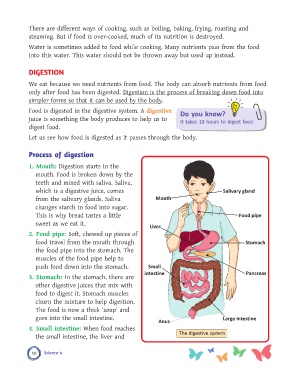 There are different ways of cooking, such as boiling, baking, frying, roasting and
steaming. But if food is over-cooked, much of its nutrition is destroyed.
Water is sometimes added to food while cooking. Many nutrients pass from the food
into this water. This water should not be thrown away but used up instead.
DIGESTION
We eat because we need nutrients from food. The body can absorb nutrients from food
only after food has been digested. Digestion is the process of breaking down food into
simpler forms so that it can be used by the body.
Food is digested in the digestive system. A digestive
juice is something the body produces to help us to
digest food.
Do you know?
It takes 18 hours to digest food.
Let us see how food is digested as it passes through the body.
Process of digestion
1. Mouth: Digestion starts in the
mouth. Food is broken down by the
teeth and mixed with saliva. Saliva,
which is a digestive juice, comes
from the salivary glands. Saliva
changes starch in food into sugar.
This is why bread tastes a little
sweet as we eat it.
2. Food pipe: Soft, chewed up pieces of
food travel from the mouth through
the food pipe into the stomach. The
muscles of the food pipe help to
push food down into the stomach.
3. Stomach: In the stomach, there are
other digestive juices that mix with
food to digest it. Stomach muscles
churn the mixture to help digestion.
The food is now a thick 'soup' and
goes into the small intestine.
4. Small intestine: When food reaches
the small intestine, the liver and
Salivary gland
Mouth
Food pipe
Liver
Stomach
Small
intestine
Pancreas
Large intestine
Anus
The digestive system
Science 4